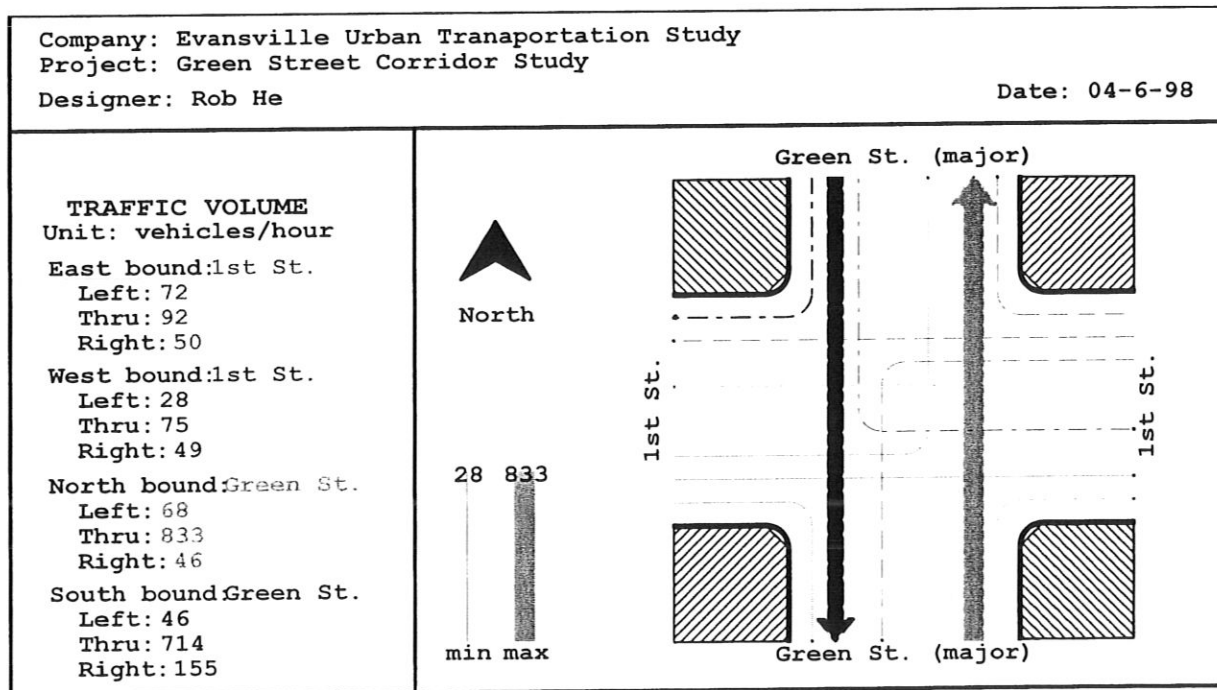 Company: Evansville Urban Tranaportation Study
Project: Green Street Corridor Study
Designer: Rob He
Date: 04-6-98
TRAFFIC VOLUME
Unit: vehicles/hour
East bound:1st St.
Left: 72
Thru: 92
Right: 50
West bound:1st St.
Left: 28
Thru: 75
Right: 49
North bound:Green St.
Left: 68
Thru: 833
Right: 46
South bound:Green St.
Left: 46
Thru: 714
Right: 155
North
28 833
min max
Green St. (major)
1st St.
1st St.
Green St. (major)